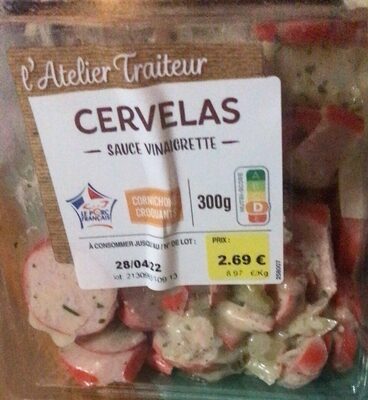 l'Atelier Traiteur
CERVELAS
SAUCE VINAIGRETTE
LE PORC
FRANÇAIS
CORNICHONS
CROQUANTS
300g
NUTRI-SCORE
A
D
À CONSOMMER JUSQU'AU / N° DE LOT :
PRIX :
28/04/22
2.69 €
8.97 €/Kg